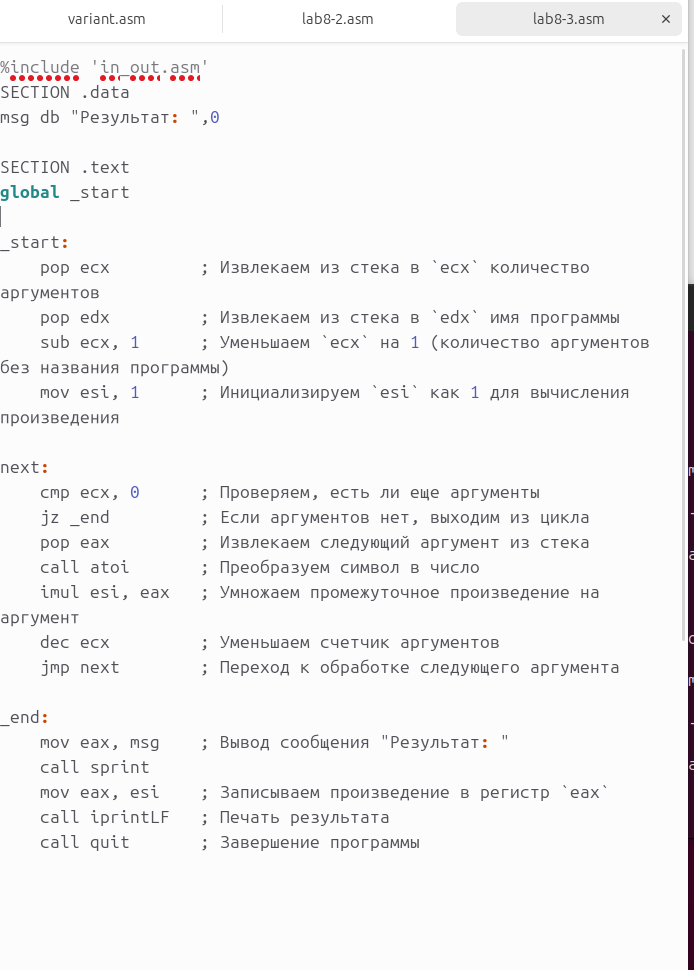 variant.asm lab8-2.asm lab8-3.asm ×
%include 'in_out.asm'
SECTION .data
msg db "Результат: ",0
SECTION .text
global _start
_start:
    pop ecx         ; Извлекаем из стека в `ecx` количество
аргументов
    pop edx         ; Извлекаем из стека в `edx` имя программы
    sub ecx, 1      ; Уменьшаем `ecx` на 1 (количество аргументов
без названия программы)
    mov esi, 1      ; Инициализируем `esi` как 1 для вычисления
произведения
next:
    cmp ecx, 0      ; Проверяем, есть ли еще аргументы
    jz _end         ; Если аргументов нет, выходим из цикла
    pop eax         ; Извлекаем следующий аргумент из стека
    call atoi       ; Преобразуем символ в число
    imul esi, eax   ; Умножаем промежуточное произведение на
аргумент
    dec ecx         ; Уменьшаем счетчик аргументов
    jmp next        ; Переход к обработке следующего аргумента
_end:
    mov eax, msg    ; Вывод сообщения "Результат: "
    call sprint
    mov eax, esi    ; Записываем произведение в регистр `eax`
    call iprintLF   ; Печать результата
    call quit       ; Завершение программы